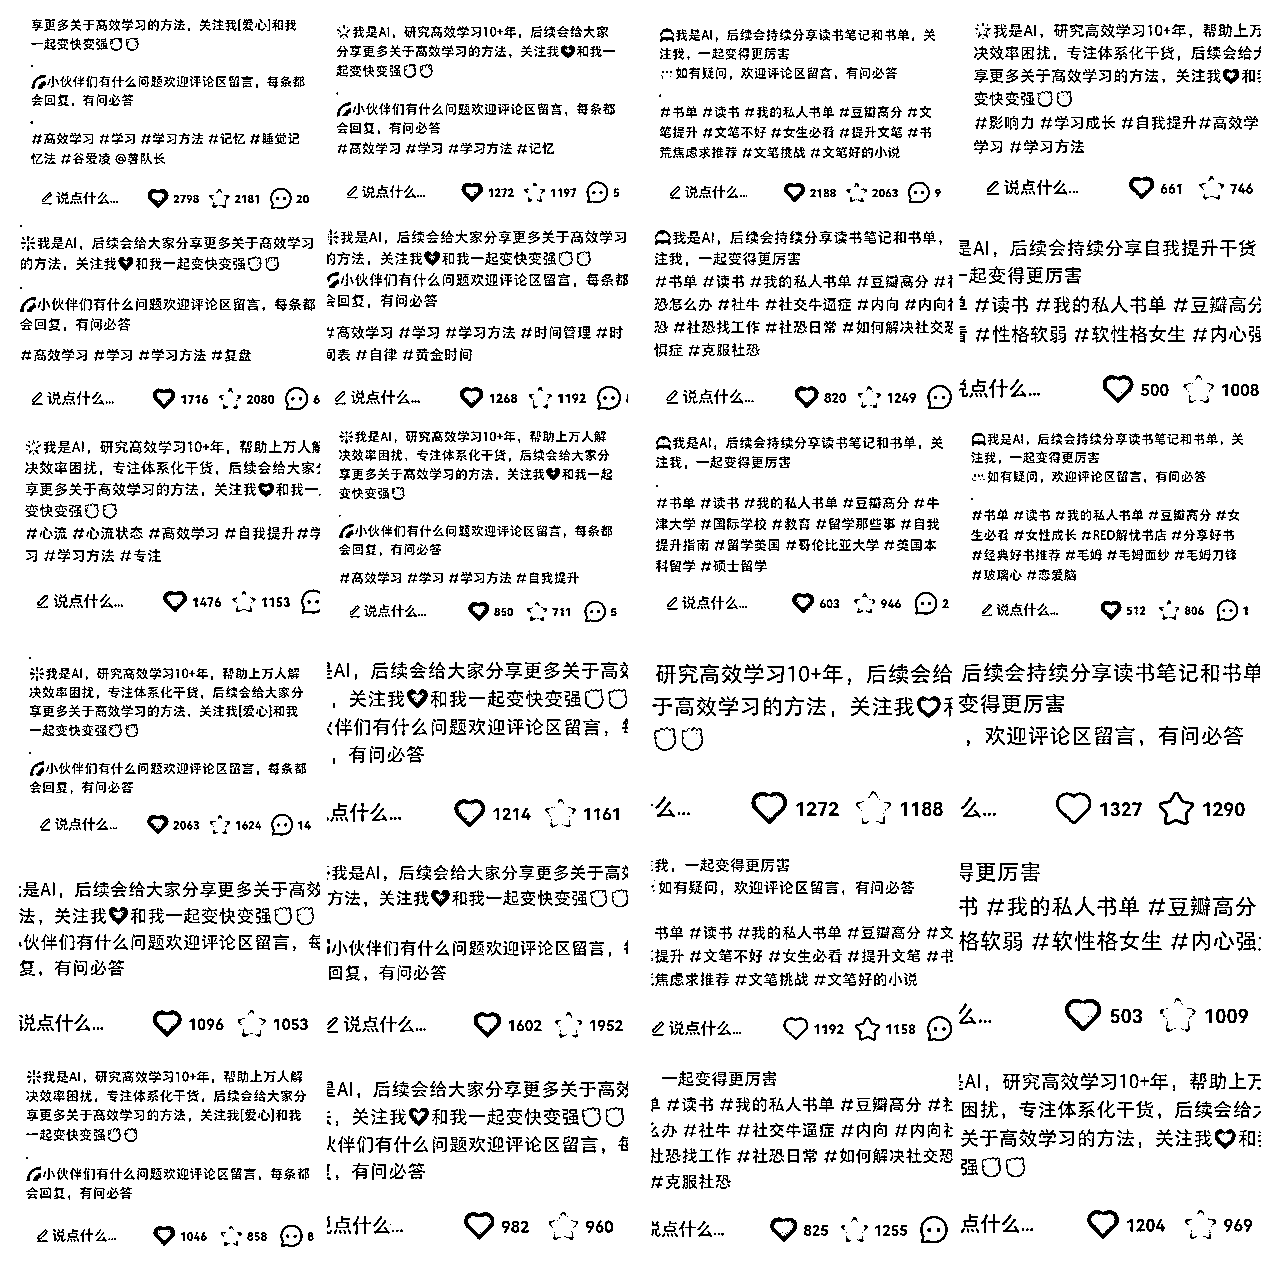 享更多关于高效学习的方法，关注我[爱心]和我
一起变快变强
小伙伴们有什么问题欢迎评论区留言，每条都
会回复，有问必答
#高效学习 #学习 #学习方法 #记忆 #睡觉记
忆法 #谷爱凌 @薯队长
说点什么... 2798 2181 20
我是AI，研究高效学习10+年，后续会给大家
分享更多关于高效学习的方法，关注我和我一
起变快变强
小伙伴们有什么问题欢迎评论区留言，每条都
会回复，有问必答
#高效学习 #学习 #学习方法 #记忆
说点什么... 1272 1197 5
我是AI，后续会持续分享读书笔记和书单，关
注我，一起变得更厉害
如有疑问，欢迎评论区留言，有问必答
#书单 #读书 #我的私人书单 #豆瓣高分 #文
笔提升 #文笔不好 #女生必看 #提升文笔 #书
荒焦虑求推荐 #文笔挑战 #文笔好的小说
说点什么... 2188 2063 9
我是AI，研究高效学习10+年，帮助上万
决效率困扰，专注体系化干货，后续会给
享更多关于高效学习的方法，关注我和
变快变强
#影响力 #学习成长 #自我提升#高效学
学习 #学习方法
说点什么... 661 746
我是AI，后续会给大家分享更多关于高效学习
的方法，关注我和我一起变快变强
小伙伴们有什么问题欢迎评论区留言，每条都
会回复，有问必答
#高效学习 #学习 #学习方法 #复盘
说点什么... 1716 2080 6
我是AI，后续会给大家分享更多关于高效学习
的方法，关注我和我一起变快变强
小伙伴们有什么问题欢迎评论区留言，每条都
会回复，有问必答
#高效学习 #学习 #学习方法 #时间管理 #时
间表 #自律 #黄金时间
说点什么... 1268 1192
我是AI，后续会持续分享读书笔记和书单，
注我，一起变得更厉害
#书单 #读书 #我的私人书单 #豆瓣高分 #
恐怎么办 #社牛 #社交牛逼症 #内向 #内向
恐 #社恐找工作 #社恐日常 #如何解决社交恐
惧症 #克服社恐
说点什么... 820 1249
是AI，后续会持续分享自我提升干货
一起变得更厉害
#读书 #我的私人书单 #豆瓣高分
#性格软弱 #软性格女生 #内心强
点什么... 500 1008
我是AI，研究高效学习10+年，帮助上万人解
决效率困扰，专注体系化干货，后续会给大家
享更多关于高效学习的方法，关注我和我一
变快变强
#心流 #心流状态 #高效学习 #自我提升#学
习 #学习方法 #专注
说点什么... 1476 1153
我是AI，研究高效学习10+年，帮助上万人解
决效率困扰，专注体系化干货，后续会给大家分
享更多关于高效学习的方法，关注我和我一起
变快变强
小伙伴们有什么问题欢迎评论区留言，每条都
会回复，有问必答
#高效学习 #学习 #学习方法 #自我提升
说点什么... 850 711 5
我是AI，后续会持续分享读书笔记和书单，关
注我，一起变得更厉害
#书单 #读书 #我的私人书单 #豆瓣高分 #牛
津大学 #国际学校 #教育 #留学那些事 #自我
提升指南 #留学英国 #哥伦比亚大学 #英国本
科留学 #硕士留学
说点什么... 603 946 2
我是AI，后续会持续分享读书笔记和书单，关
注我，一起变得更厉害
如有疑问，欢迎评论区留言，有问必答
#书单 #读书 #我的私人书单 #豆瓣高分 #女
生必看 #女性成长 #RED解忧书店 #分享好书
#经典好书推荐 #毛姆 #毛姆面纱 #毛姆刀锋
#玻璃心 #恋爱脑
说点什么... 512 806 1
我是AI，研究高效学习10+年，帮助上万人解
决效率困扰，专注体系化干货，后续会给大家分
享更多关于高效学习的方法，关注我[爱心]和我
一起变快变强
小伙伴们有什么问题欢迎评论区留言，每条都
会回复，有问必答
说点什么... 2063 1624 14
是AI，后续会给大家分享更多关于高效
，关注我和我一起变快变强
伙伴们有什么问题欢迎评论区留言，每
，有问必答
点什么... 1214 1161
研究高效学习10+年，后续会给
于高效学习的方法，关注我和
么... 1272 1188
后续会持续分享读书笔记和书单
变得更厉害
，欢迎评论区留言，有问必答
么... 1327 1290
是AI，后续会给大家分享更多关于高效
法，关注我和我一起变快变强
伙伴们有什么问题欢迎评论区留言，每
复，有问必答
说点什么... 1096 1053
我是AI，后续会给大家分享更多关于高效
方法，关注我和我一起变快变强
小伙伴们有什么问题欢迎评论区留言，每
回复，有问必答
说点什么... 1602 1952
我，一起变得更厉害
如有疑问，欢迎评论区留言，有问必答
书单 #读书 #我的私人书单 #豆瓣高分 #文
提升 #文笔不好 #女生必看 #提升文笔 #书
焦虑求推荐 #文笔挑战 #文笔好的小说
说点什么... 1192 1158
得更厉害
书 #我的私人书单 #豆瓣高分
格软弱 #软性格女生 #内心强
么... 503 1009
我是AI，研究高效学习10+年，帮助上万人解
决效率困扰，专注体系化干货，后续会给大家分
享更多关于高效学习的方法，关注我[爱心]和我
一起变快变强
小伙伴们有什么问题欢迎评论区留言，每条都
会回复，有问必答
说点什么... 1046 858 8
是AI，后续会给大家分享更多关于高效
，关注我和我一起变快变强
伙伴们有什么问题欢迎评论区留言，每
，有问必答
点什么... 982 960
一起变得更厉害
#读书 #我的私人书单 #豆瓣高分 #社
办 #社牛 #社交牛逼症 #内向 #内向社
社恐找工作 #社恐日常 #如何解决社交恐
#克服社恐
说点什么... 825 1255
是AI，研究高效学习10+年，帮助上万
困扰，专注体系化干货，后续会给
关于高效学习的方法，关注我和
强
点什么... 1204 969